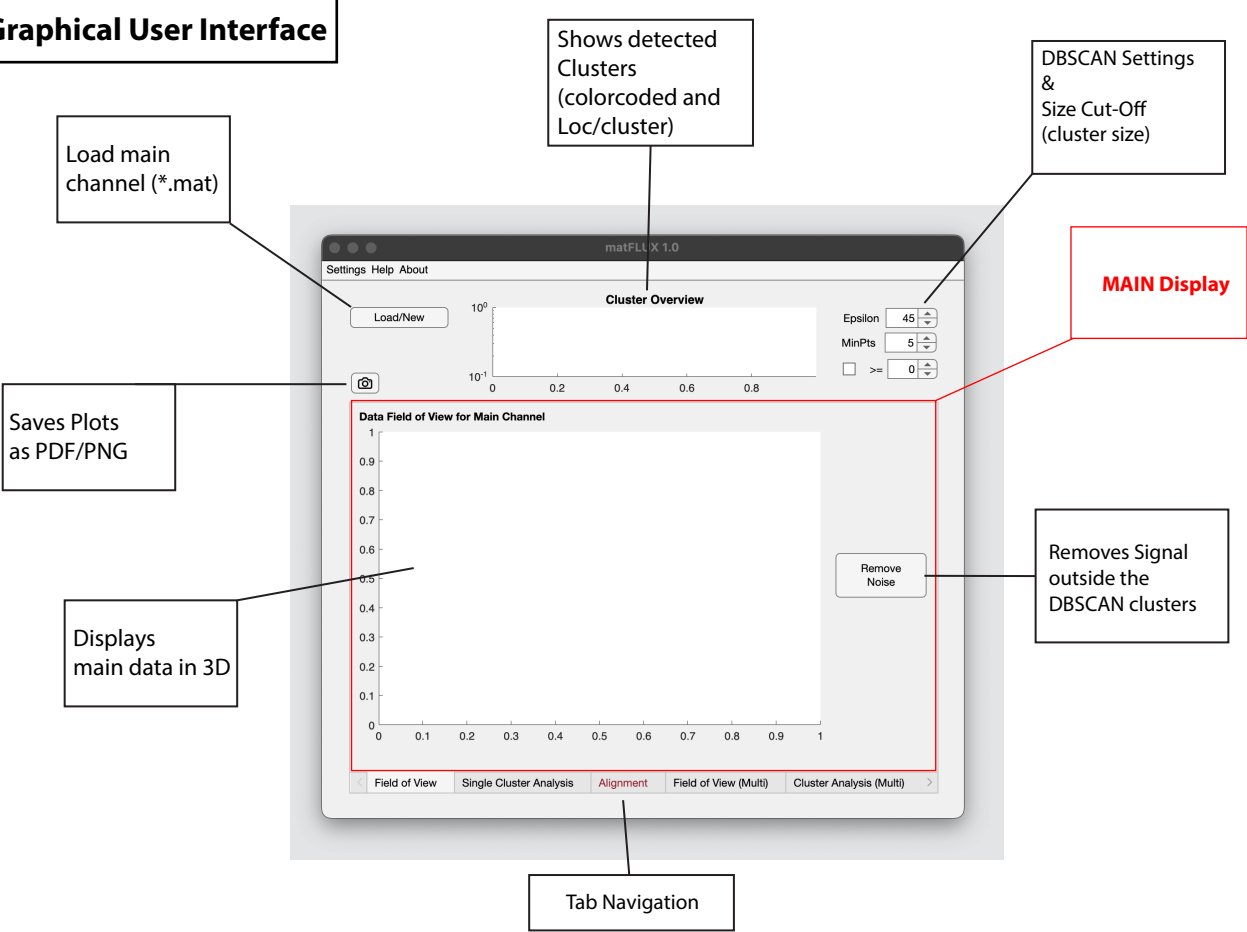 Graphical User Interface
Shows detected
Clusters
(colorcoded and
Loc/cluster)
DBSCAN Settings
&
Size Cut-Off
(cluster size)
Load main
channel (*.mat)
MAIN Display
matFLUX 1.0
Settings Help About
Cluster Overview
Load/New
10^0
10^-1
0 0.2 0.4 0.6 0.8
Epsilon 45
MinPts 5
>= 0
Saves Plots
as PDF/PNG
Data Field of View for Main Channel
1
0.9
0.8
0.7
0.6
0.5
0.4
0.3
0.2
0.1
0
0 0.1 0.2 0.3 0.4 0.5 0.6 0.7 0.8 0.9 1
Remove
Noise
Removes Signal
outside the
DBSCAN clusters
Displays
main data in 3D
< Field of View Single Cluster Analysis Alignment Field of View (Multi) Cluster Analysis (Multi) >
Tab Navigation